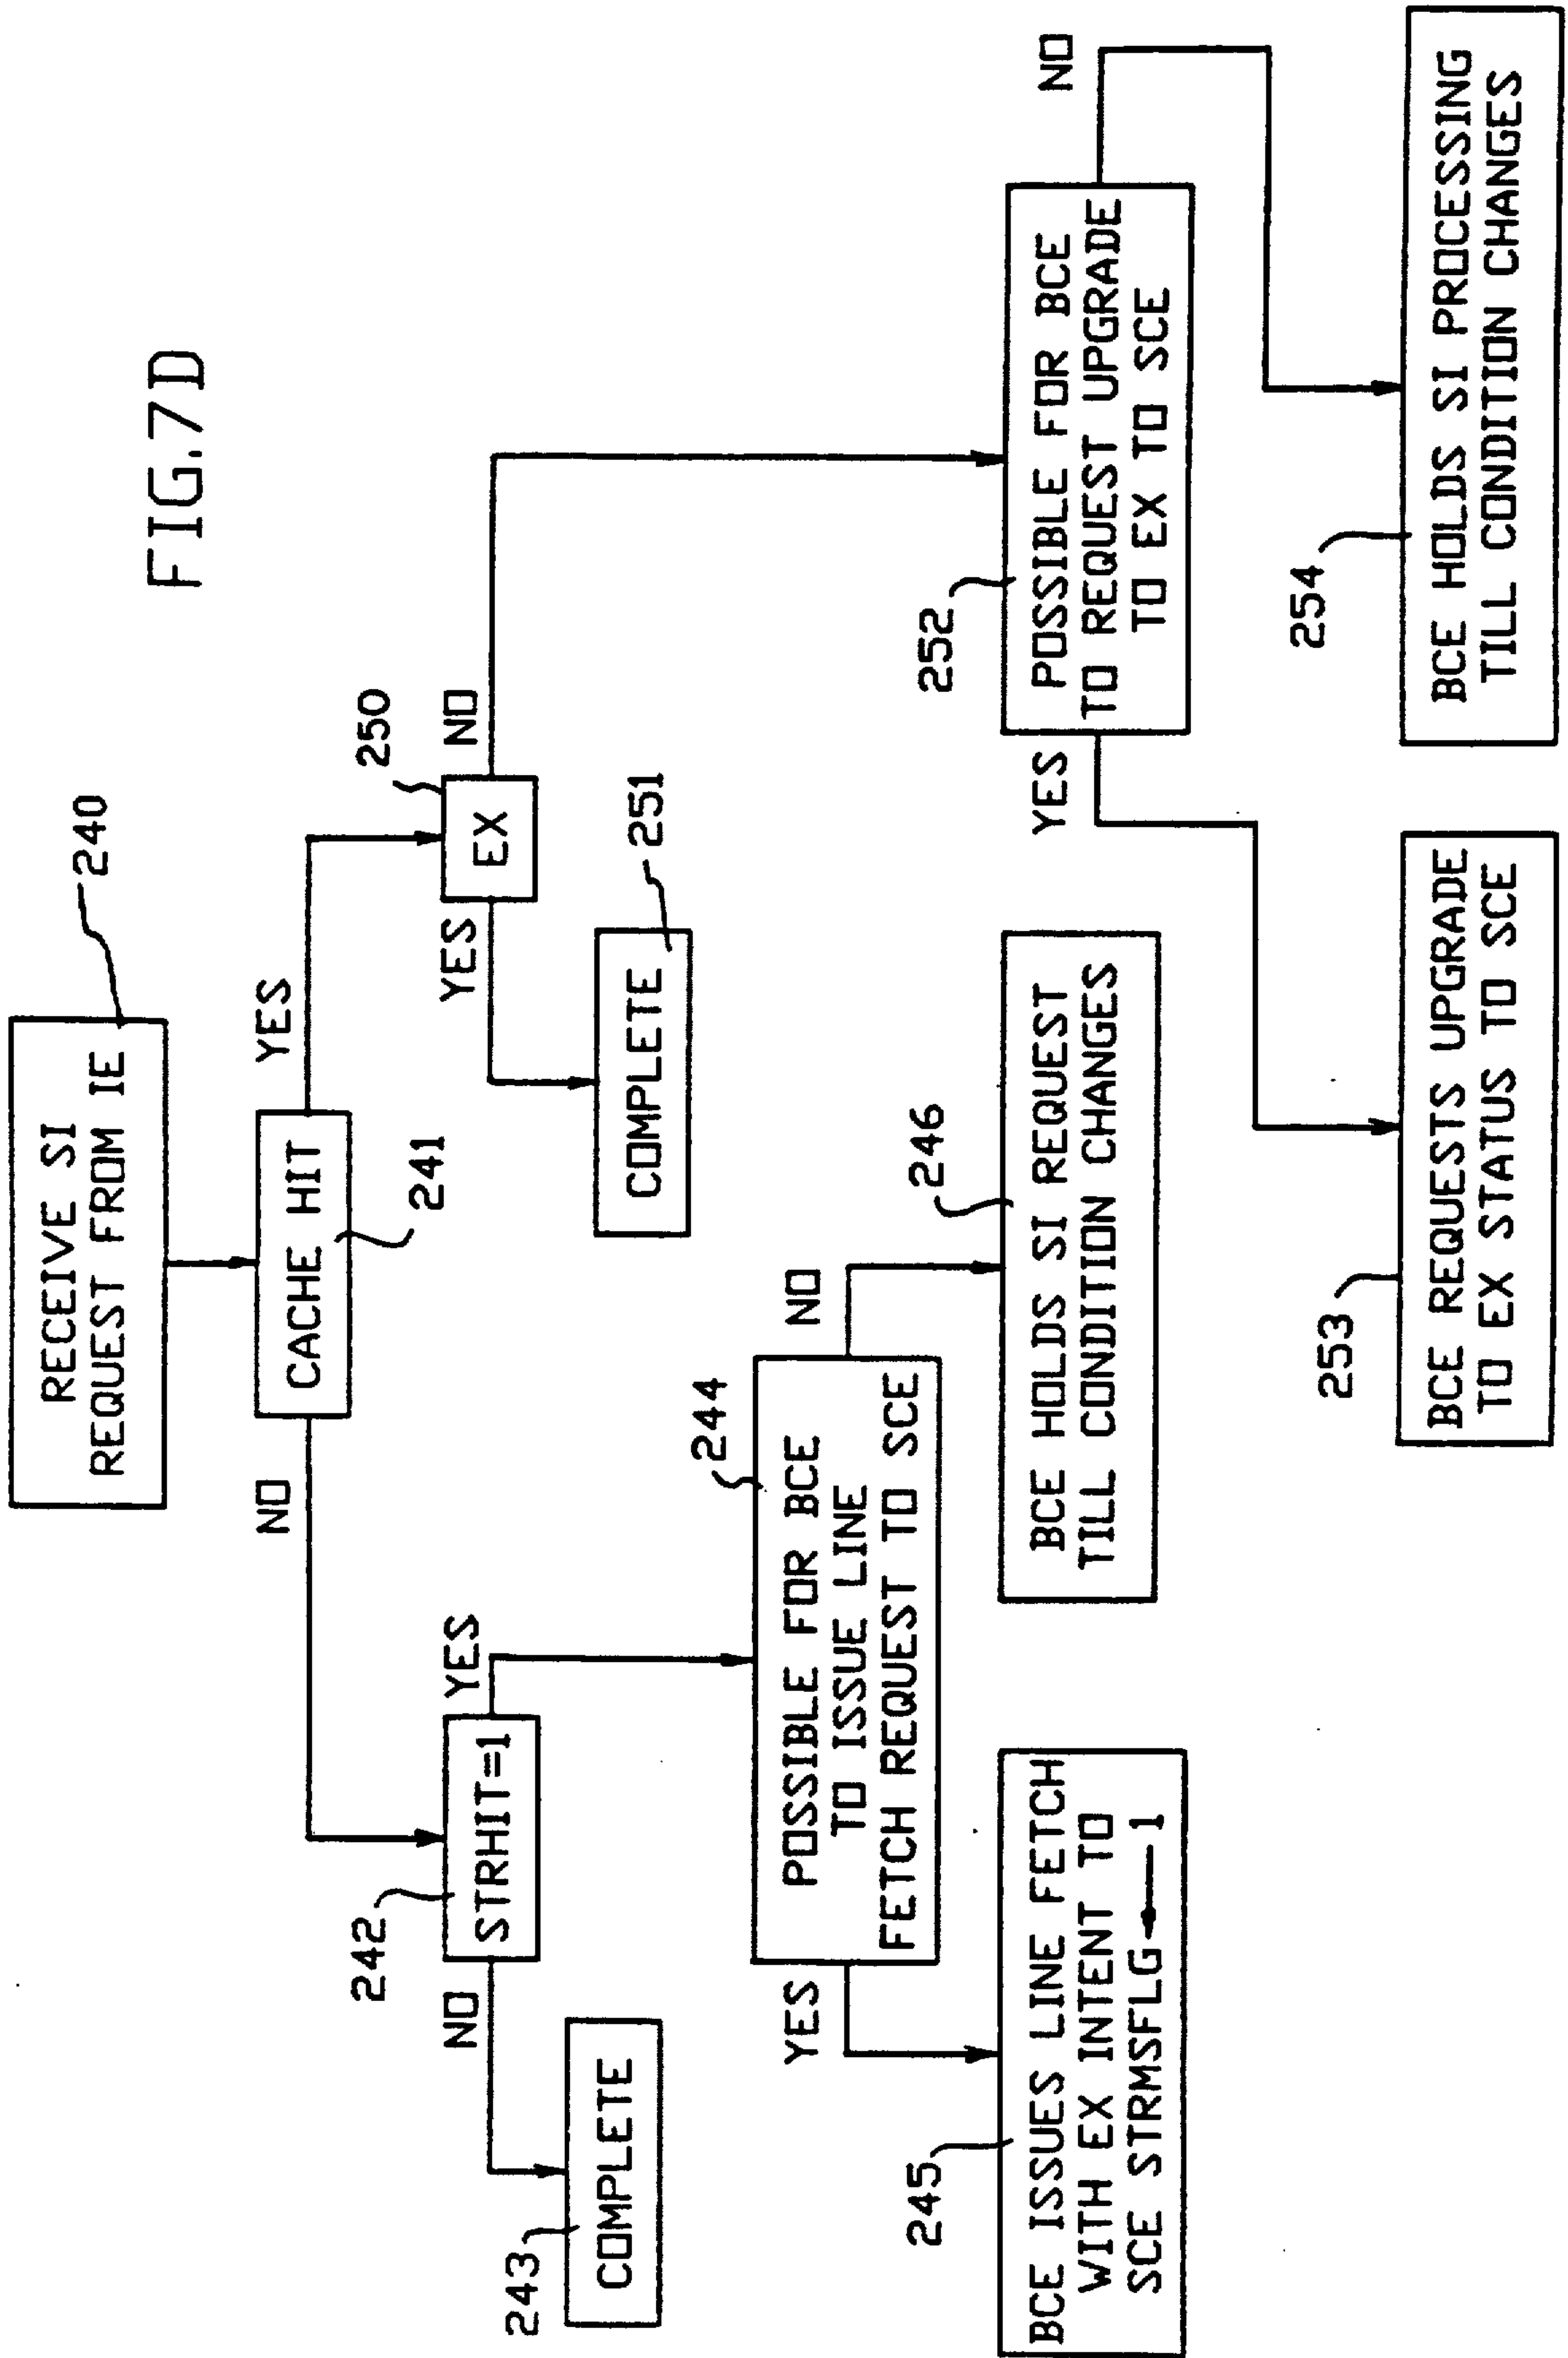 FIG.7D
RECEIVE SI
REQUEST FROM IE
240
NO
CACHE HIT
YES
241
242
STRHIT=1
NO
YES
250
EX
YES
NO
243
COMPLETE
COMPLETE
251
244
POSSIBLE FOR BCE
TO ISSUE LINE
FETCH REQUEST TO SCE
YES
NO
252
POSSIBLE FOR BCE
TO REQUEST UPGRADE
TO EX TO SCE
YES
NO
245
BCE ISSUES LINE FETCH
WITH EX INTENT TO
SCE STRMSFLG ← 1
246
BCE HOLDS SI REQUEST
TILL CONDITION CHANGES
253
BCE REQUESTS UPGRADE
TO EX STATUS TO SCE
254
BCE HOLDS SI PROCESSING
TILL CONDITION CHANGES